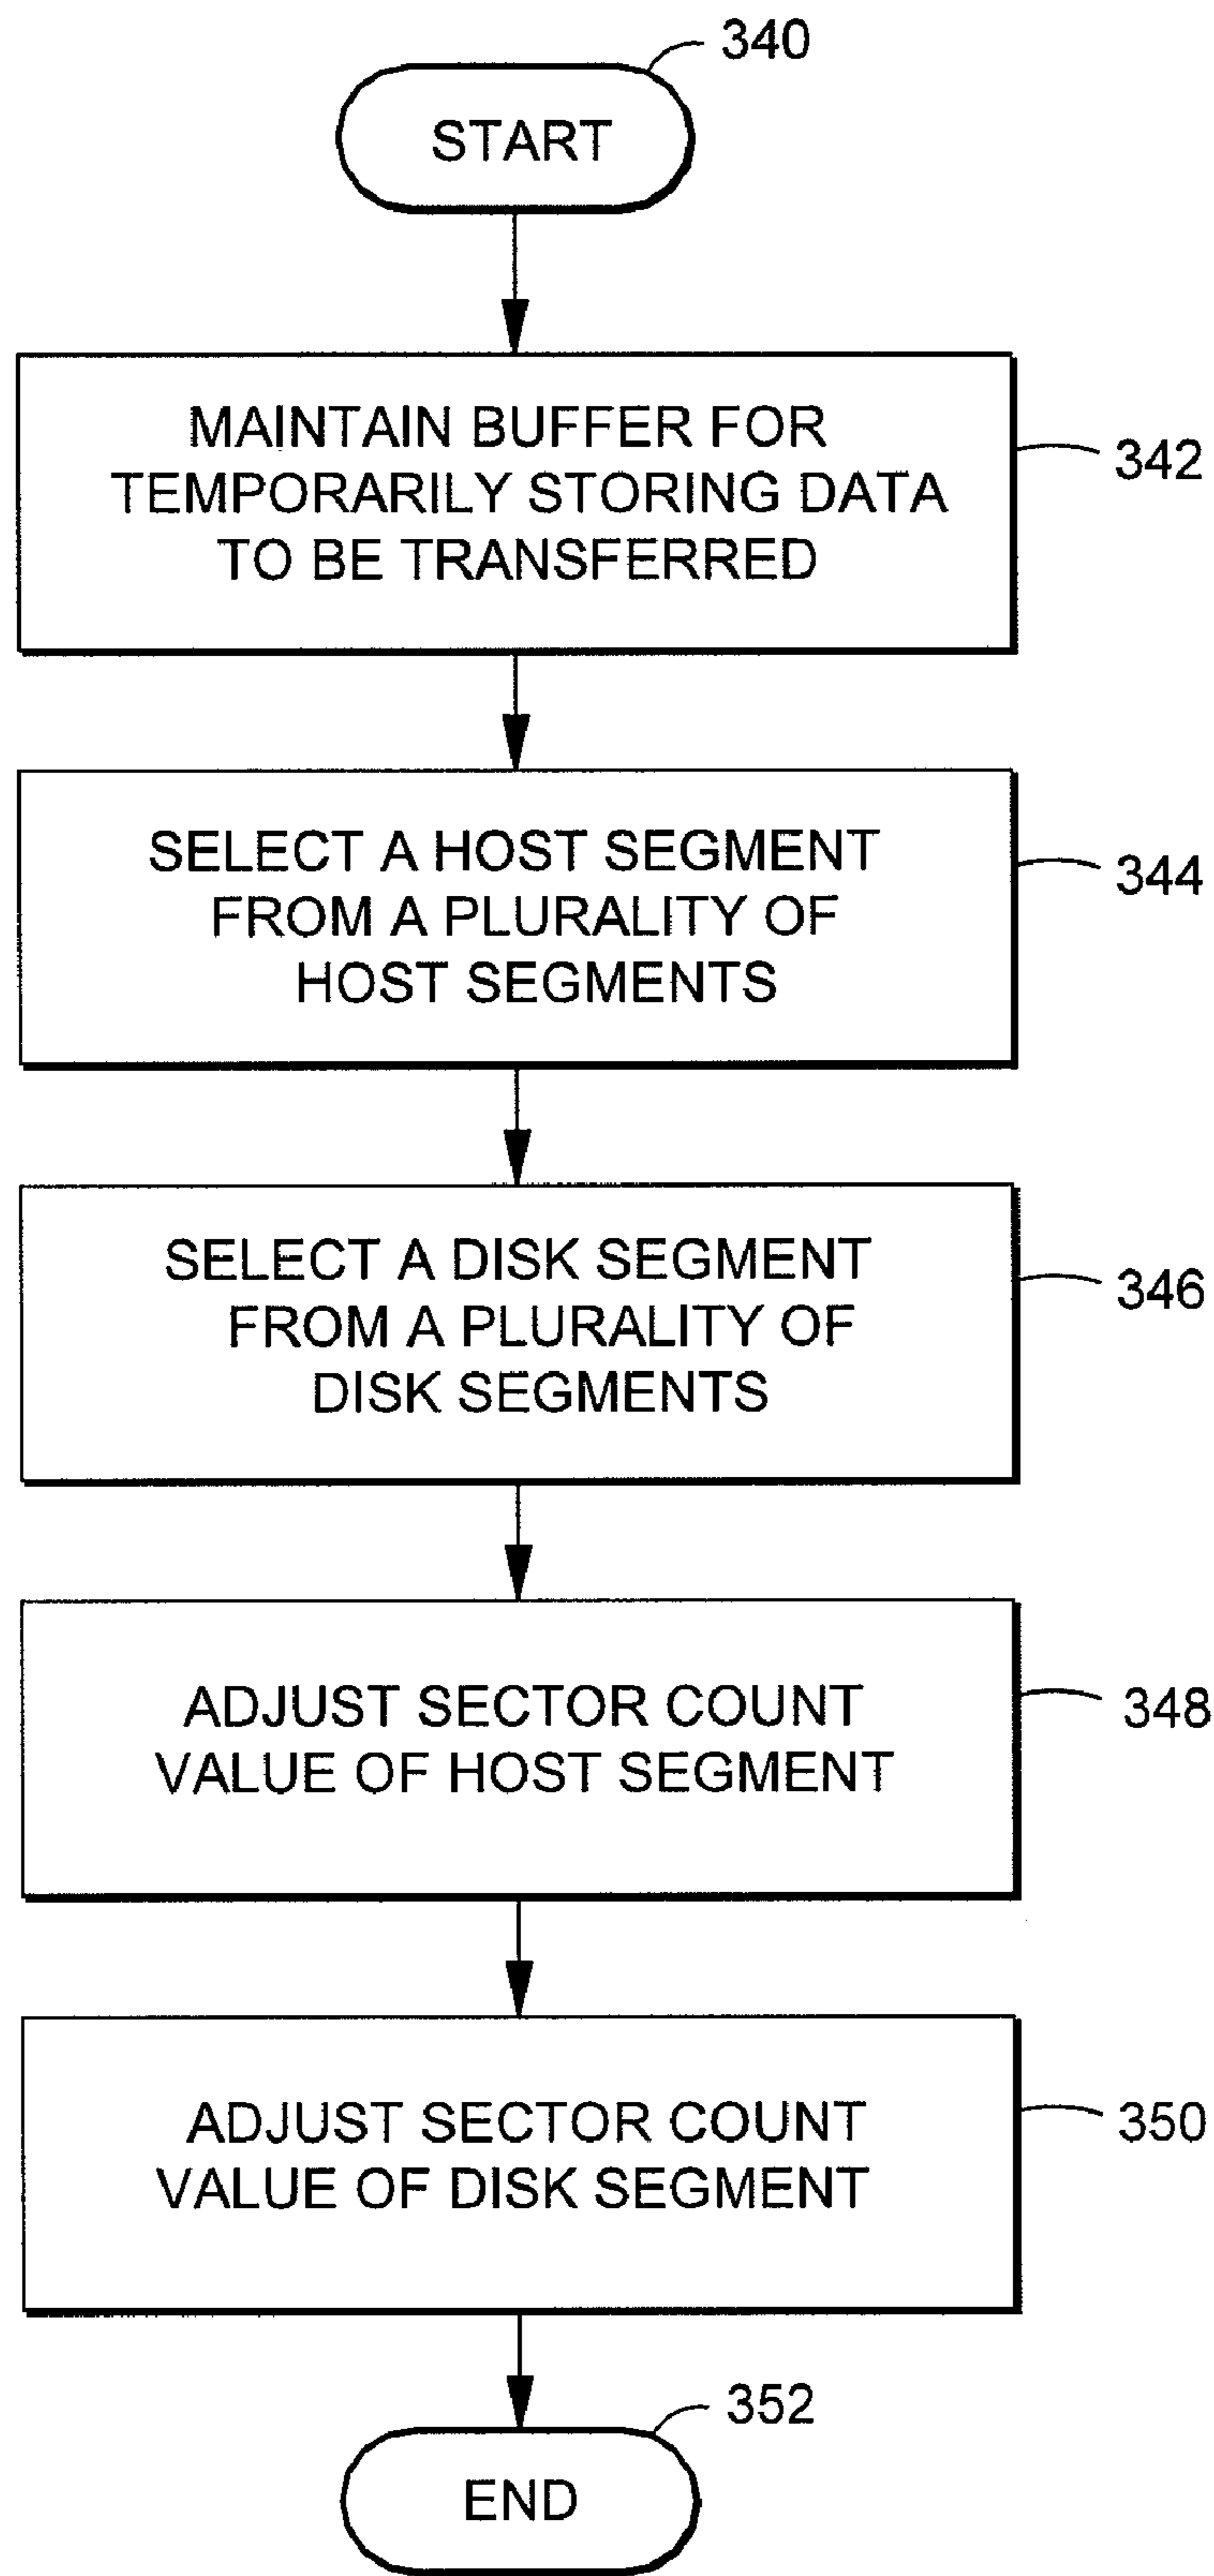 340
START
MAINTAIN BUFFER FOR
TEMPORARILY STORING DATA
TO BE TRANSFERRED
342
SELECT A HOST SEGMENT
FROM A PLURALITY OF
HOST SEGMENTS
344
SELECT A DISK SEGMENT
FROM A PLURALITY OF
DISK SEGMENTS
346
ADJUST SECTOR COUNT
VALUE OF HOST SEGMENT
348
ADJUST SECTOR COUNT
VALUE OF DISK SEGMENT
350
352
END